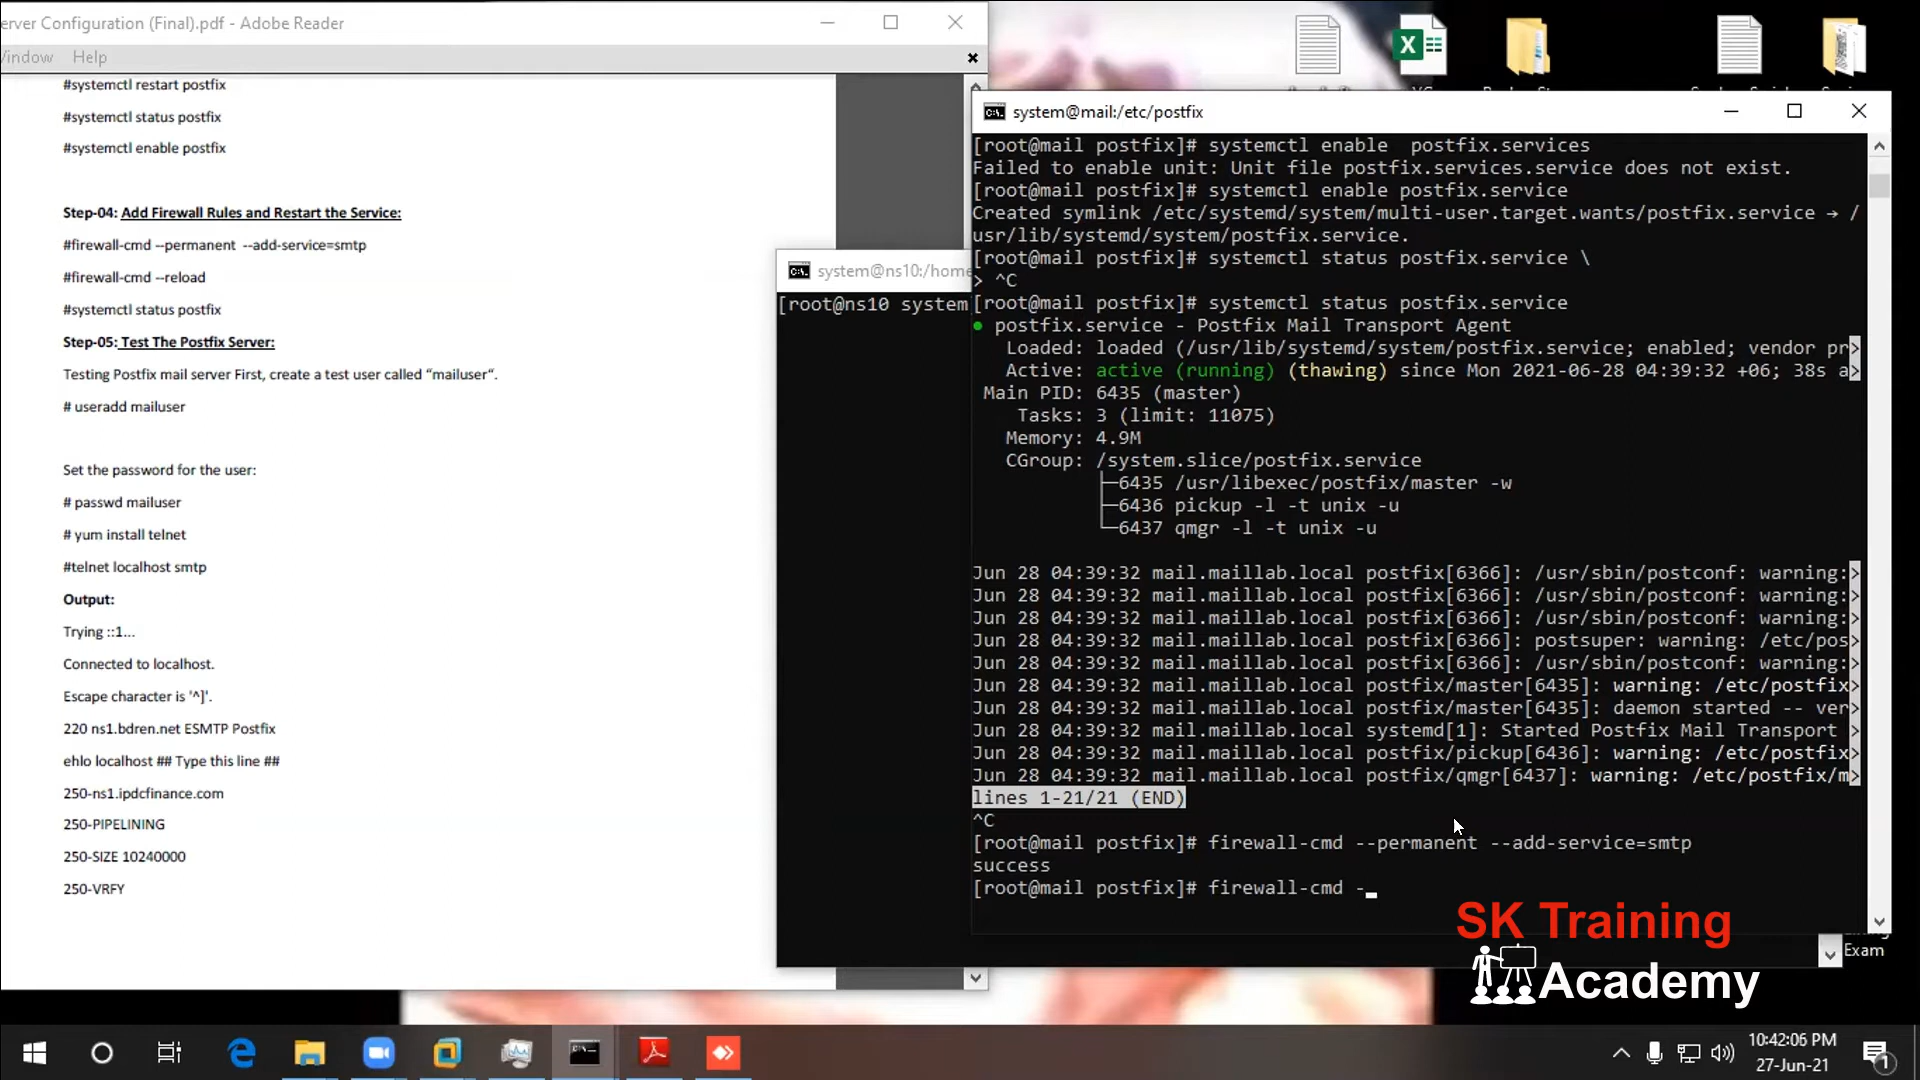 erver Configuration (Final).pdf - Adobe Reader
Window Help
#systemctl restart postfix
#systemctl status postfix
#systemctl enable postfix
Step-04: Add Firewall Rules and Restart the Service:
#firewall-cmd --permanent --add-service=smtp
#firewall-cmd --reload
#systemctl status postfix
Step-05: Test The Postfix Server:
Testing Postfix mail server First, create a test user called “mailuser“.
# useradd mailuser
Set the password for the user:
# passwd mailuser
# yum install telnet
#telnet localhost smtp
Output:
Trying ::1...
Connected to localhost.
Escape character is '^]'.
220 ns1.bdren.net ESMTP Postfix
ehlo localhost ## Type this line ##
250-ns1.ipdcfinance.com
250-PIPELINING
250-SIZE 10240000
250-VRFY
system@ns10:/home
[root@ns10 system
system@mail:/etc/postfix
[root@mail postfix]# systemctl enable  postfix.services
Failed to enable unit: Unit file postfix.services.service does not exist.
[root@mail postfix]# systemctl enable postfix.service
Created symlink /etc/systemd/system/multi-user.target.wants/postfix.service → /
usr/lib/systemd/system/postfix.service.
[root@mail postfix]# systemctl status postfix.service \
> ^C
[root@mail postfix]# systemctl status postfix.service
● postfix.service - Postfix Mail Transport Agent
Loaded: loaded (/usr/lib/systemd/system/postfix.service; enabled; vendor pr>
Active: active (running) (thawing) since Mon 2021-06-28 04:39:32 +06; 38s a>
Main PID: 6435 (master)
Tasks: 3 (limit: 11075)
Memory: 4.9M
CGroup: /system.slice/postfix.service
├─6435 /usr/libexec/postfix/master -w
├─6436 pickup -l -t unix -u
└─6437 qmgr -l -t unix -u
Jun 28 04:39:32 mail.maillab.local postfix[6366]: /usr/sbin/postconf: warning:>
Jun 28 04:39:32 mail.maillab.local postfix[6366]: /usr/sbin/postconf: warning:>
Jun 28 04:39:32 mail.maillab.local postfix[6366]: /usr/sbin/postconf: warning:>
Jun 28 04:39:32 mail.maillab.local postfix[6366]: postsuper: warning: /etc/pos>
Jun 28 04:39:32 mail.maillab.local postfix[6366]: /usr/sbin/postconf: warning:>
Jun 28 04:39:32 mail.maillab.local postfix/master[6435]: warning: /etc/postfix>
Jun 28 04:39:32 mail.maillab.local postfix/master[6435]: daemon started -- ver>
Jun 28 04:39:32 mail.maillab.local systemd[1]: Started Postfix Mail Transport >
Jun 28 04:39:32 mail.maillab.local postfix/pickup[6436]: warning: /etc/postfix>
Jun 28 04:39:32 mail.maillab.local postfix/qmgr[6437]: warning: /etc/postfix/m>
lines 1-21/21 (END)
^C
[root@mail postfix]# firewall-cmd --permanent --add-service=smtp
success
[root@mail postfix]# firewall-cmd -_
Exam
SK Training
Academy
10:42:06 PM
27-Jun-21
1